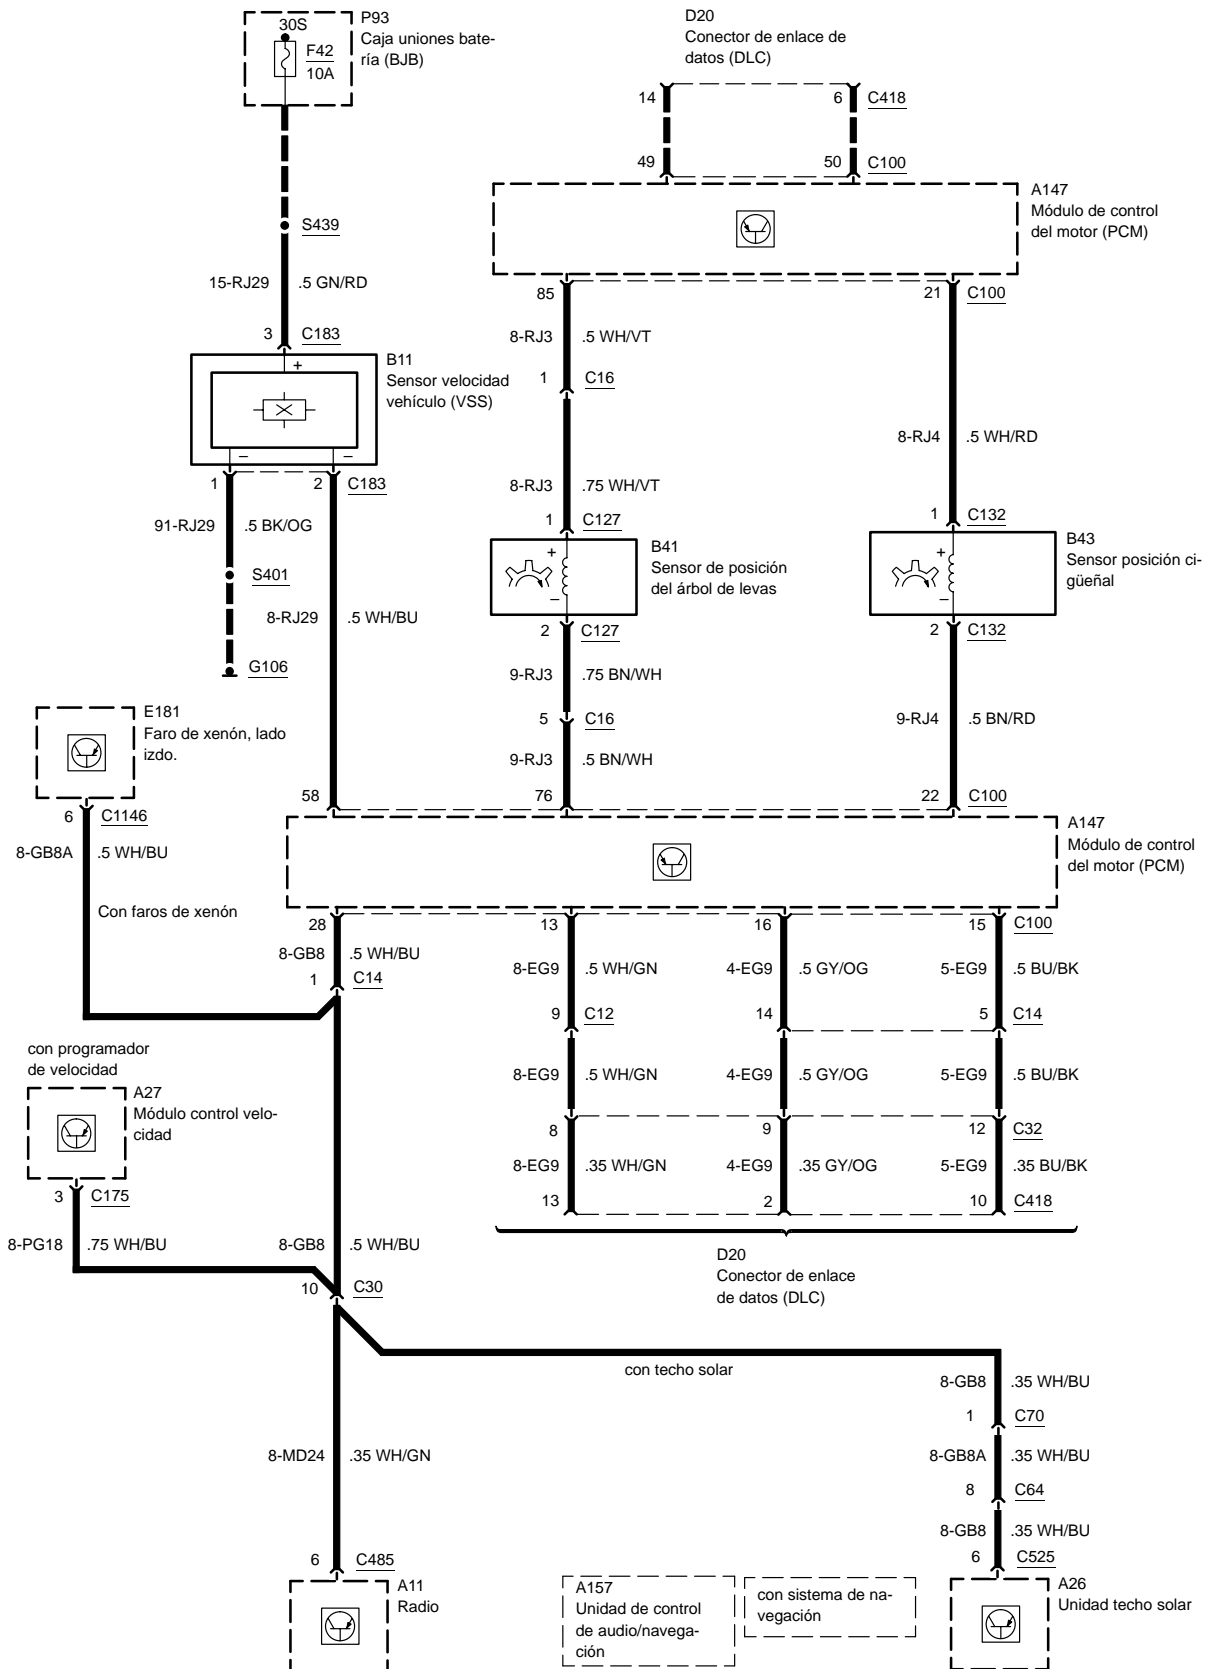 30S
F42
10A
P93
Caja uniones bate-
ría (BJB)
D20
Conector de enlace de
datos (DLC)
14
6
C418
49
50
C100
A147
Módulo de control
del motor (PCM)
S439
15-RJ29
.5 GN/RD
85
21
C100
3
C183
8-RJ3
.5 WH/VT
1
C16
+
B11
Sensor velocidad
vehículo (VSS)
8-RJ4
.5 WH/RD
–
–
1
2
C183
8-RJ3
.75 WH/VT
91-RJ29
.5 BK/OG
1
C127
1
C132
+
–
B41
Sensor de posición
del árbol de levas
+
–
B43
Sensor posición ci-
güeñal
S401
8-RJ29
.5 WH/BU
2
C127
2
C132
G106
9-RJ3
.75 BN/WH
E181
Faro de xenón, lado
izdo.
5
C16
9-RJ4
.5 BN/RD
9-RJ3
.5 BN/WH
58
76
22
C100
6
C1146
A147
Módulo de control
del motor (PCM)
8-GB8A
.5 WH/BU
Con faros de xenón
28
13
16
15
C100
8-GB8
.5 WH/BU
8-EG9
.5 WH/GN
4-EG9
.5 GY/OG
5-EG9
.5 BU/BK
1
C14
9
C12
14
5
C14
con programador
de velocidad
8-EG9
.5 WH/GN
4-EG9
.5 GY/OG
5-EG9
.5 BU/BK
A27
Módulo control velo-
cidad
8
9
12
C32
8-EG9
.35 WH/GN
4-EG9
.35 GY/OG
5-EG9
.35 BU/BK
3
C175
13
2
10
C418
8-PG18
.75 WH/BU
8-GB8
.5 WH/BU
D20
Conector de enlace
de datos (DLC)
10
C30
con techo solar
8-GB8
.35 WH/BU
1
C70
8-MD24
.35 WH/GN
8-GB8A
.35 WH/BU
8
C64
8-GB8
.35 WH/BU
6
C485
6
C525
A11
Radio
A157
Unidad de control
de audio/navega-
ción
con sistema de na-
vegación
A26
Unidad techo solar